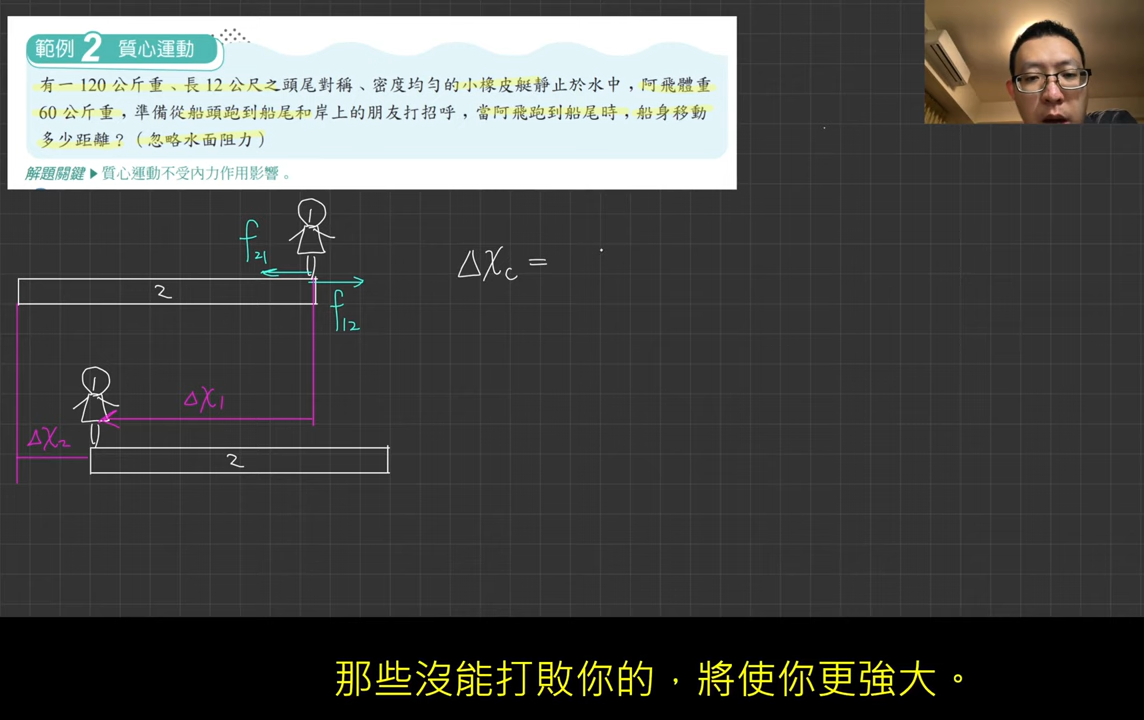 範例 2 質心運動
有一 120 公斤重、長 12 公尺之頭尾對稱、密度均勻的小橡皮艇靜止於水中，阿飛體重
60 公斤重，準備從船頭跑到船尾和岸上的朋友打招呼，當阿飛跑到船尾時，船身移動
多少距離？（忽略水面阻力）
解題關鍵▶質心運動不受內力作用影響。
1
f21
2
f12
ΔXc =
1
ΔX1
ΔX2
2
那些沒能打敗你的，將使你更強大。